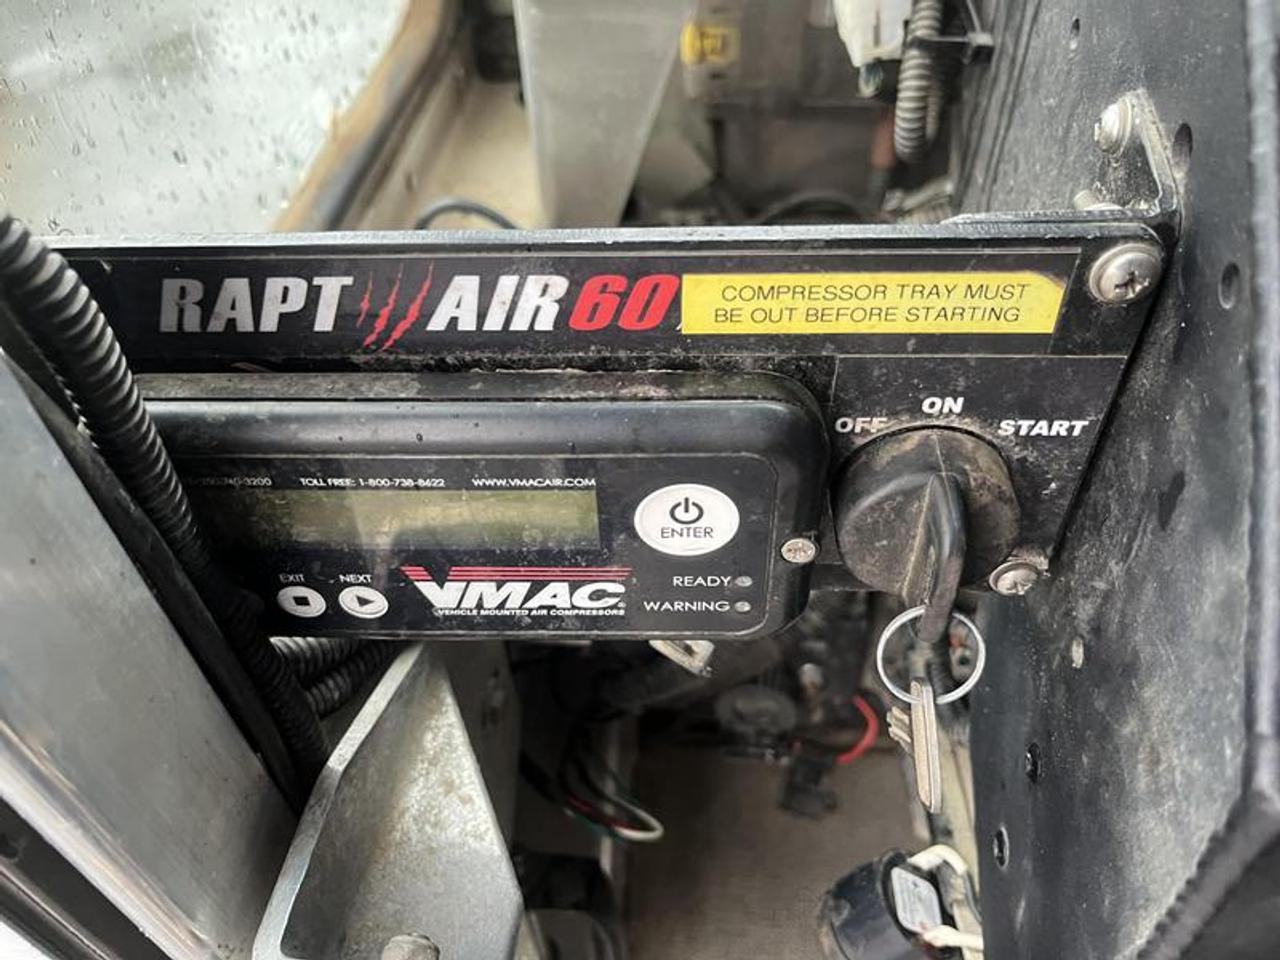 RAPT AIR 60
COMPRESSOR TRAY MUST
BE OUT BEFORE STARTING
OFF ON START
TOLL FREE: 1-800-738-8622 WWW.VMACAIR.COM
ENTER
EXIT NEXT
VMAC
VEHICLE MOUNTED AIR COMPRESSORS
READY
WARNING